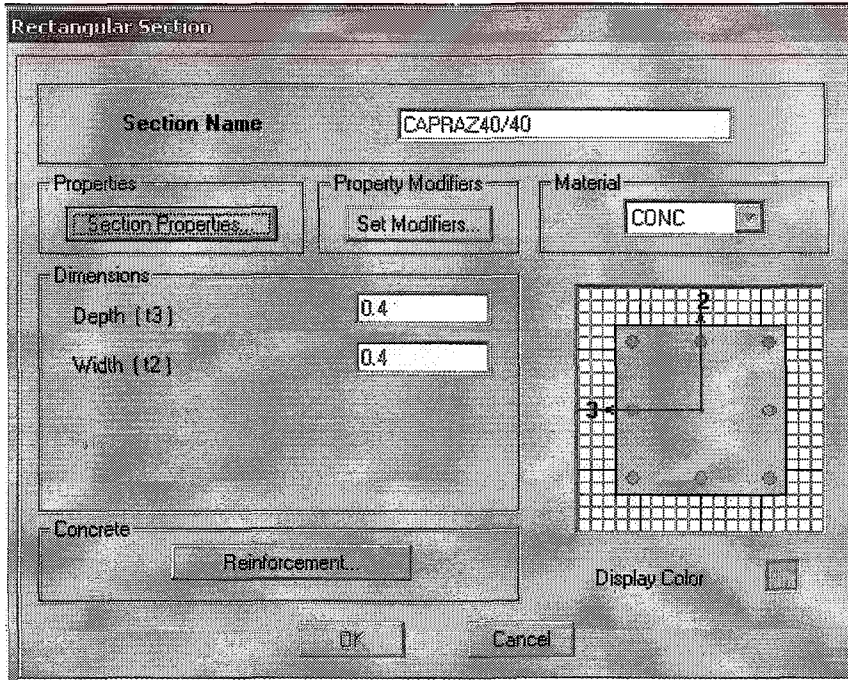 Rectangular Section
Section Name
CAPRAZ40/40
Properties
Section Properties...
Property Modifiers
Set Modifiers...
Material
CONC
Dimensions
Depth ( t3 )
0.4
Width ( t2 )
0.4
2
3
Concrete
Reinforcement...
Display Color
OK
Cancel